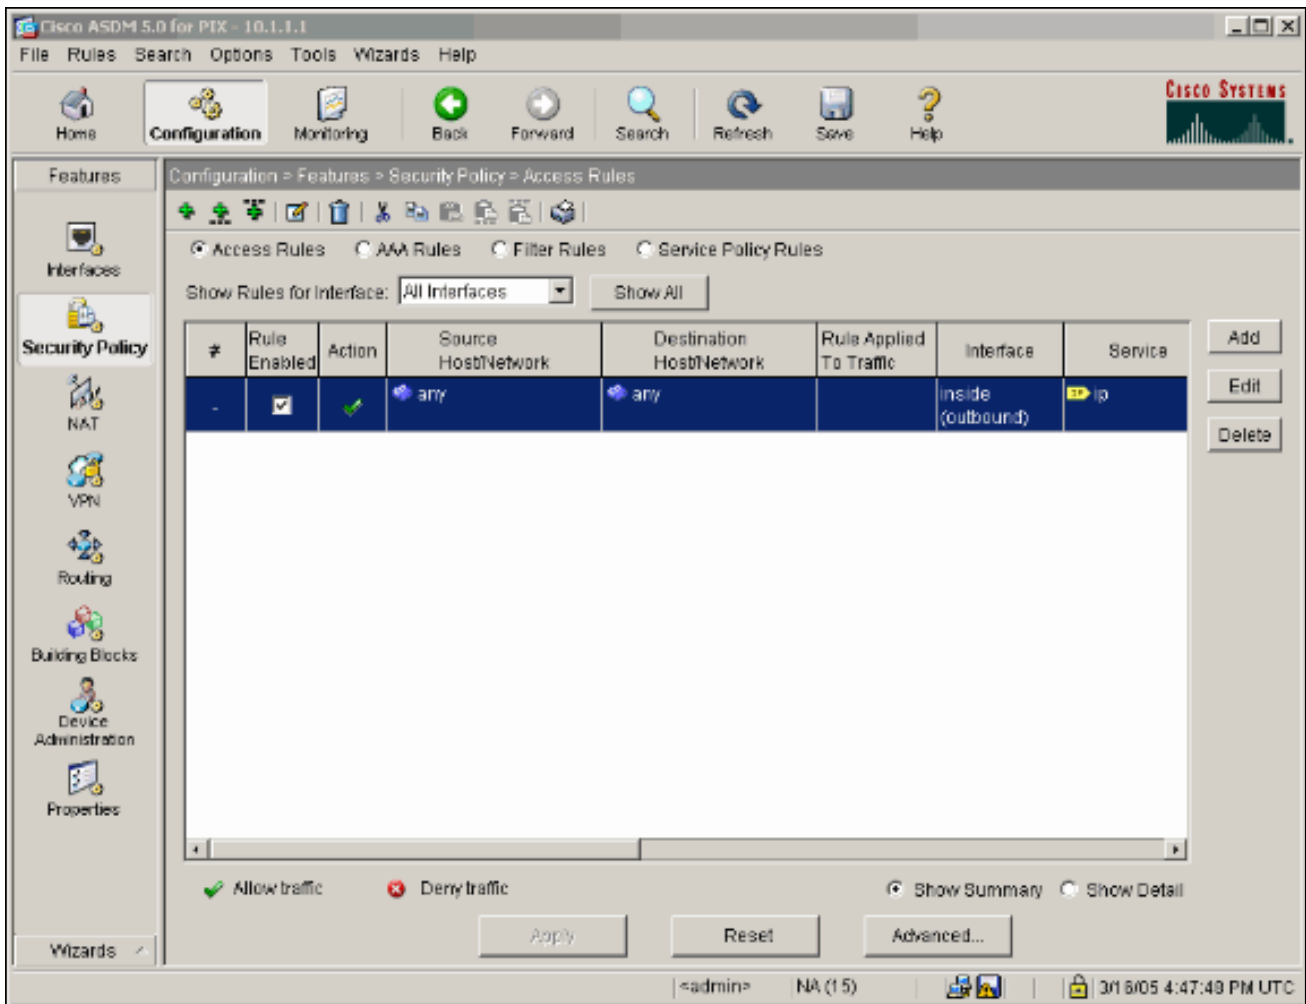 Cisco ASDM 5.0 for PIX - 10.1.1.1
File Rules Search Options Tools Wizards Help
Home Configuration Monitoring Back Forward Search Refresh Save Help
CISCO SYSTEMS
Features
Configuration > Features > Security Policy > Access Rules
Access Rules AAA Rules Filter Rules Service Policy Rules
Show Rules for Interface: All Interfaces Show All
# Rule Enabled Action Source Host/Network Destination Host/Network Rule Applied To Traffic Interface Service
- any any inside (outbound) IP ip
Add
Edit
Delete
Interfaces
Security Policy
NAT
VPN
Routing
Building Blocks
Device Administration
Properties
Wizards
Allow traffic Deny traffic Show Summary Show Detail
Apply Reset Advanced...
<admin> NA (15) 3/16/05 4:47:49 PM UTC